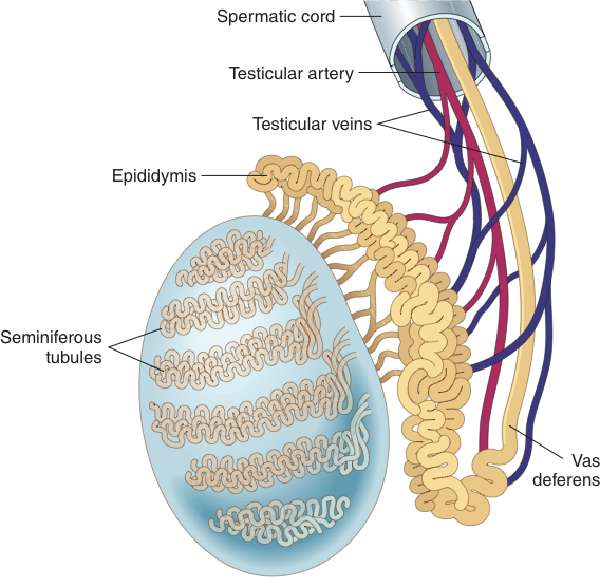 Spermatic cord
Testicular artery
Testicular veins
Epididymis
Seminiferous
tubules
Vas
deferens